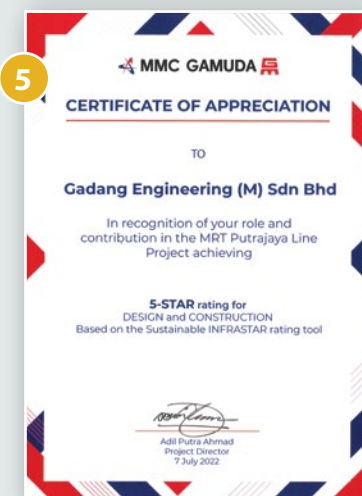 5
MMC GAMUDA
CERTIFICATE OF APPRECIATION
TO
Gadang Engineering (M) Sdn Bhd
In recognition of your role and
contribution in the MRT Putrajaya Line
Project achieving
5-STAR rating for
DESIGN and CONSTRUCTION
Based on the Sustainable INFRASTAR rating tool
Adil Putra Ahmad
Project Director
7 July 2022